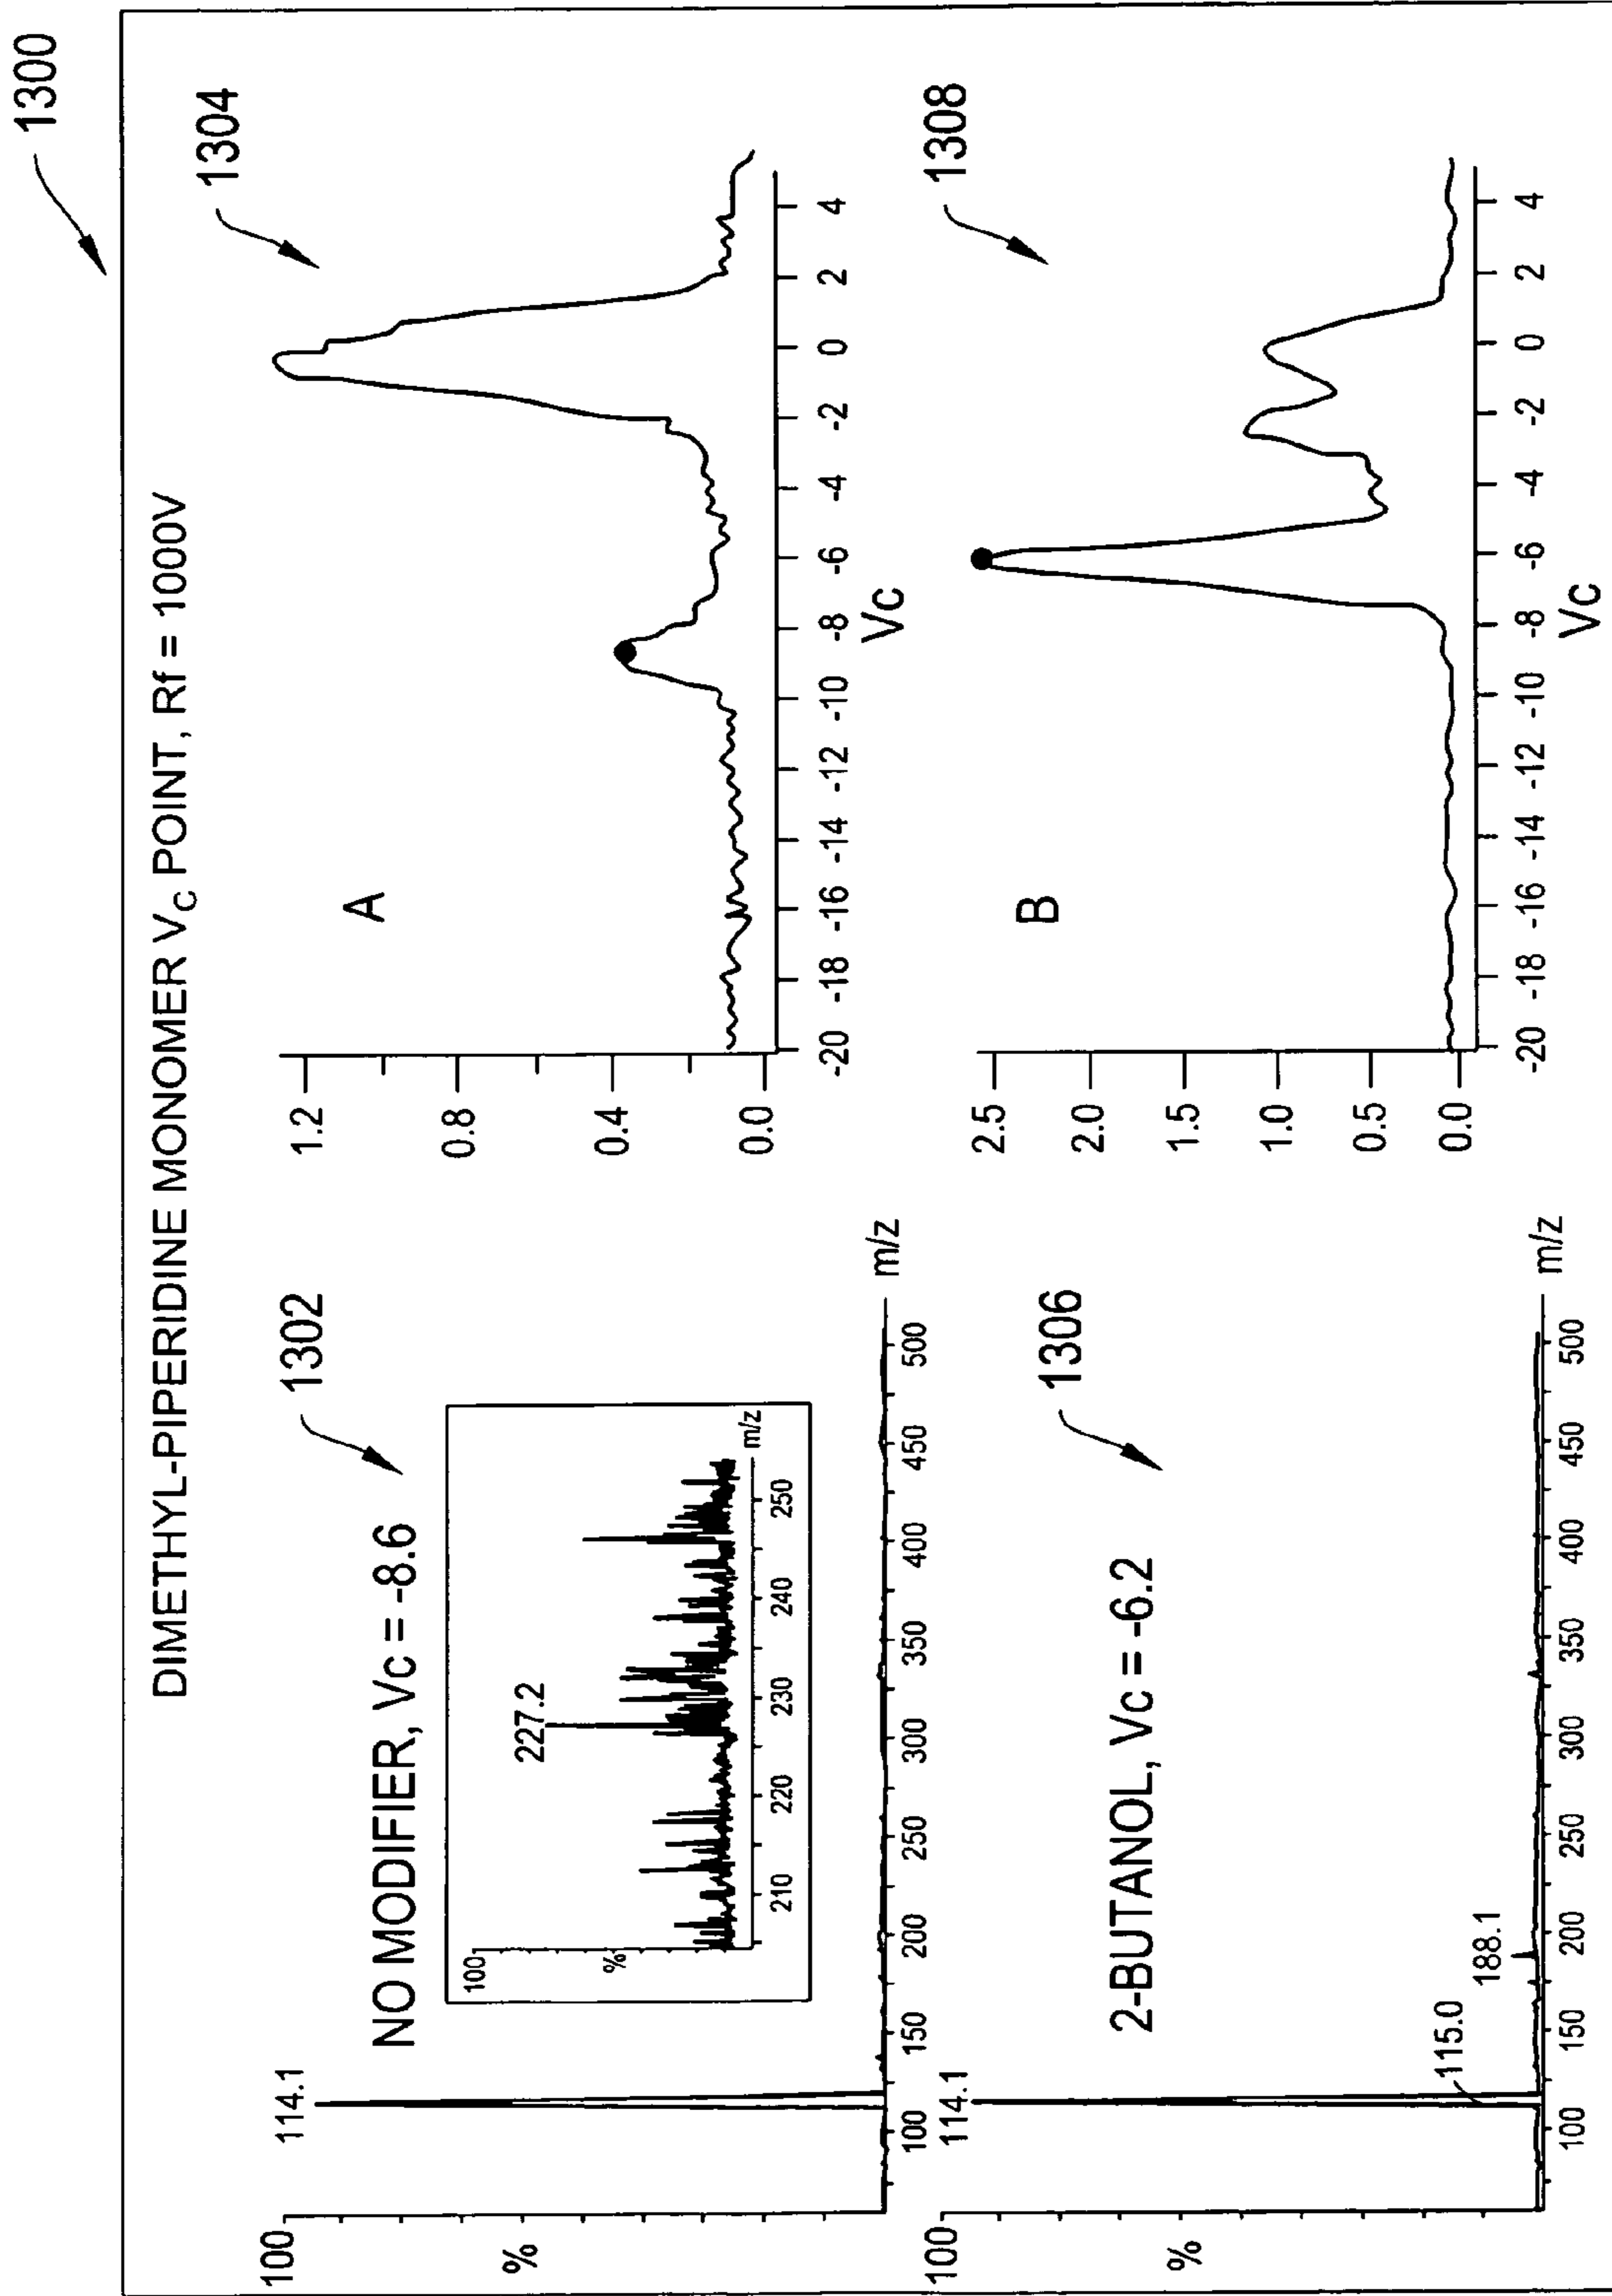 1300
DIMETHYL-PIPERIDINE MONOMER Vc POINT, Rf = 1000V
1302
NO MODIFIER, Vc = -8.6
114.1
100
%
100 150 200 250 300 350 400 450 500
m/z
100
%
227.2
210 220 230 240 250
m/z
1304
A
1.2
0.8
0.4
0.0
-20 -18 -16 -14 -12 -10 -8 -6 -4 -2 0 2 4
Vc
1306
2-BUTANOL, Vc = -6.2
114.1
115.0
188.1
100
%
100 150 200 250 300 350 400 450 500
m/z
1308
B
2.5
2.0
1.5
1.0
0.5
0.0
-20 -18 -16 -14 -12 -10 -8 -6 -4 -2 0 2 4
Vc